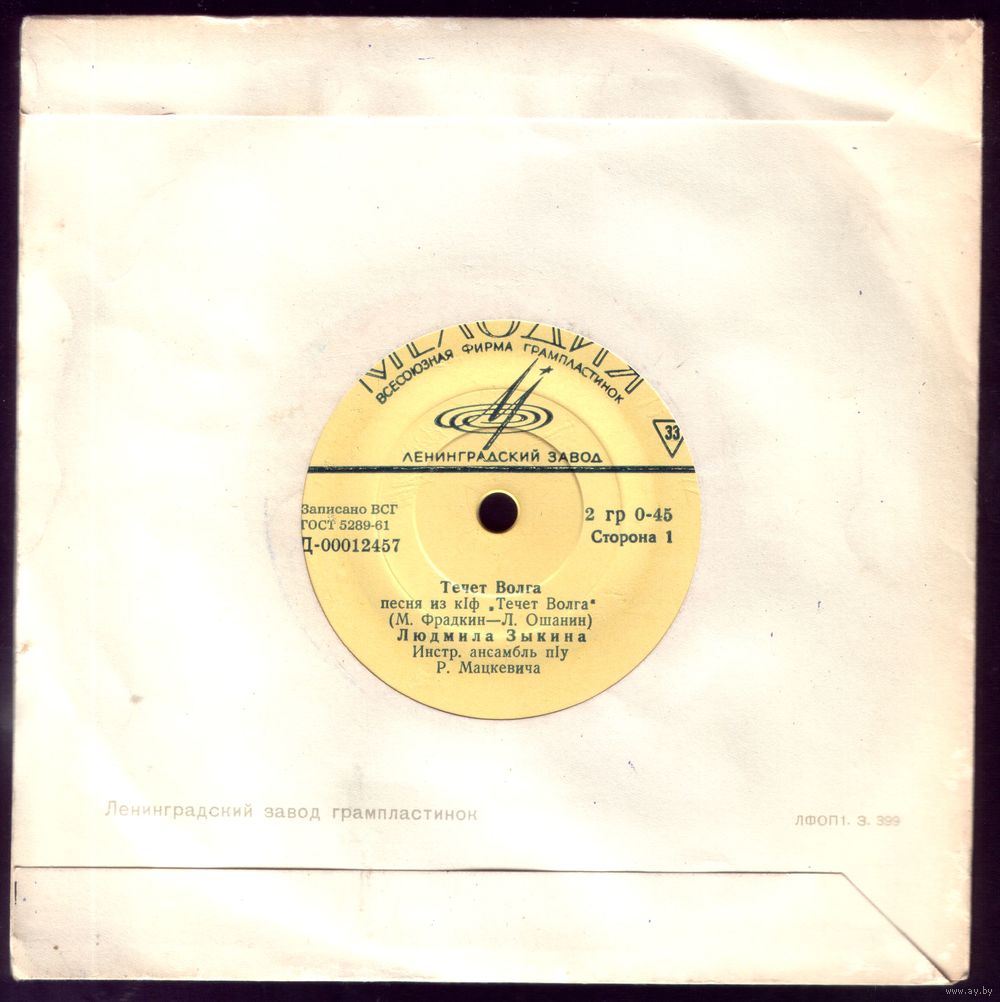 МЕЛОДИЯ
ВСЕСОЮЗНАЯ ФИРМА ГРАМПЛАСТИНОК
33
ЛЕНИНГРАДСКИЙ ЗАВОД
Записано ВСГ
ГОСТ 5289-61
Д-00012457
2 гр 0-45
Сторона 1
Течет Волга
песня из к|ф „Течет Волга"
(М. Фрадкин—Л. Ошанин)
Людмила Зыкина
Инстр. ансамбль п|у
Р. Мацкевича
Ленинградский завод грампластинок
ЛФОП1. З. 399
www.ay.by